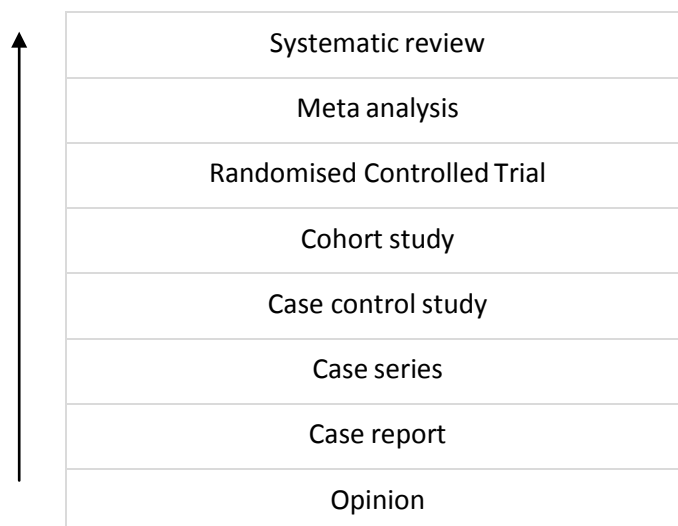 Systematic review
Meta analysis
Randomised Controlled Trial
Cohort study
Case control study
Case series
Case report
Opinion